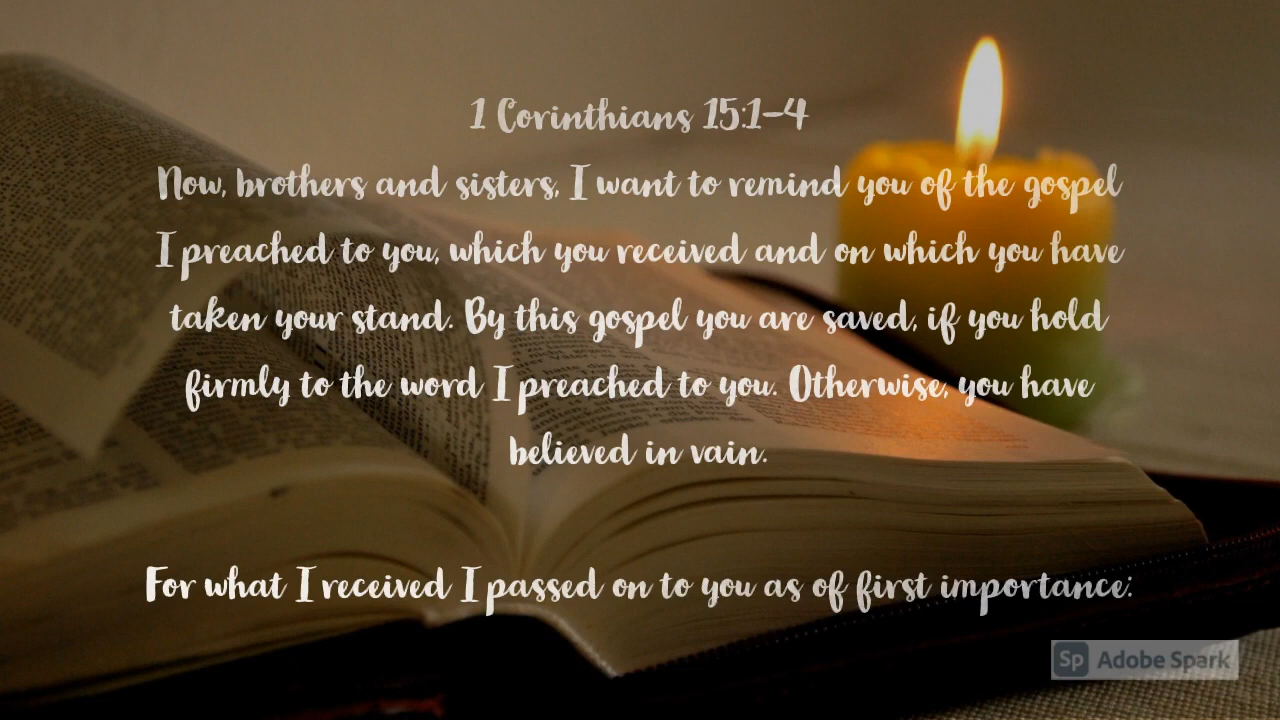 1 Corinthians 15:1-4
Now, brothers and sisters, I want to remind you of the gospel
I preached to you, which you received and on which you have
taken your stand. By this gospel you are saved, if you hold
firmly to the word I preached to you. Otherwise, you have
believed in vain.
For what I received I passed on to you as of first importance:
Sp Adobe Spark